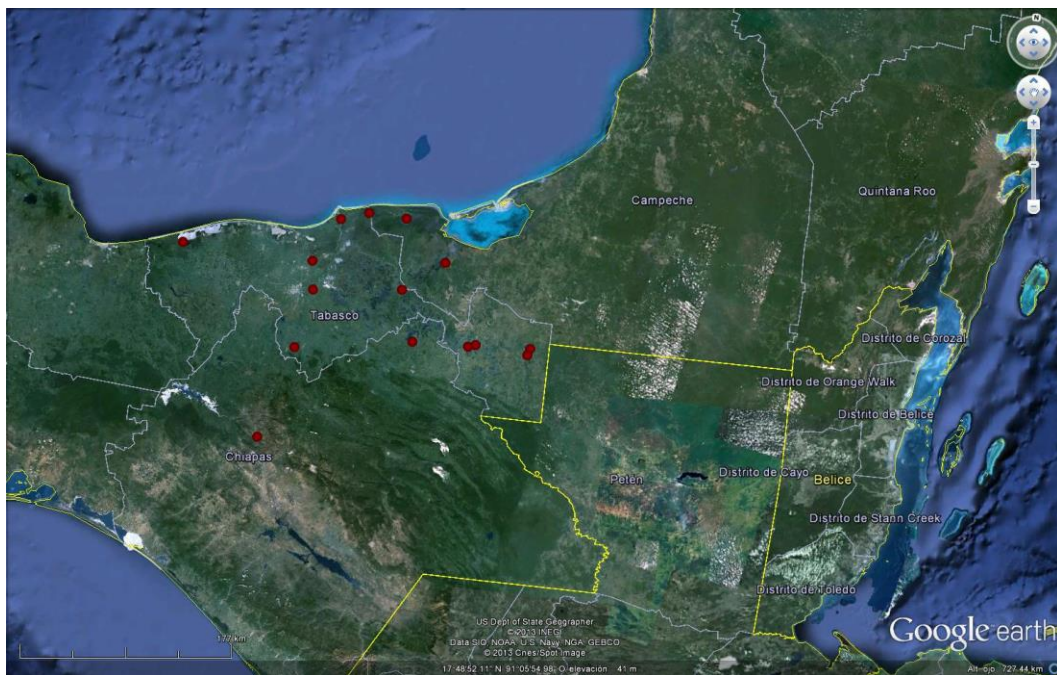 N
Quintana Roo
Campeche
Tabasco
Distrito de Corozal
Distrito de Orange Walk
Distrito de Belice
Chiapas
Petén
Distrito de Cayo
Belice
Distrito de Stann Creek
Distrito de Toledo
US Dept of State Geographer
© 2013 INEGI
Data SIO, NOAA, U.S. Navy, NGA, GEBCO
© 2013 Cnes/Spot Image
Google earth
177 km
17°48'52.11" N 91°05'54.98" O elevación 41 m
Alt. ojo 727.44 km